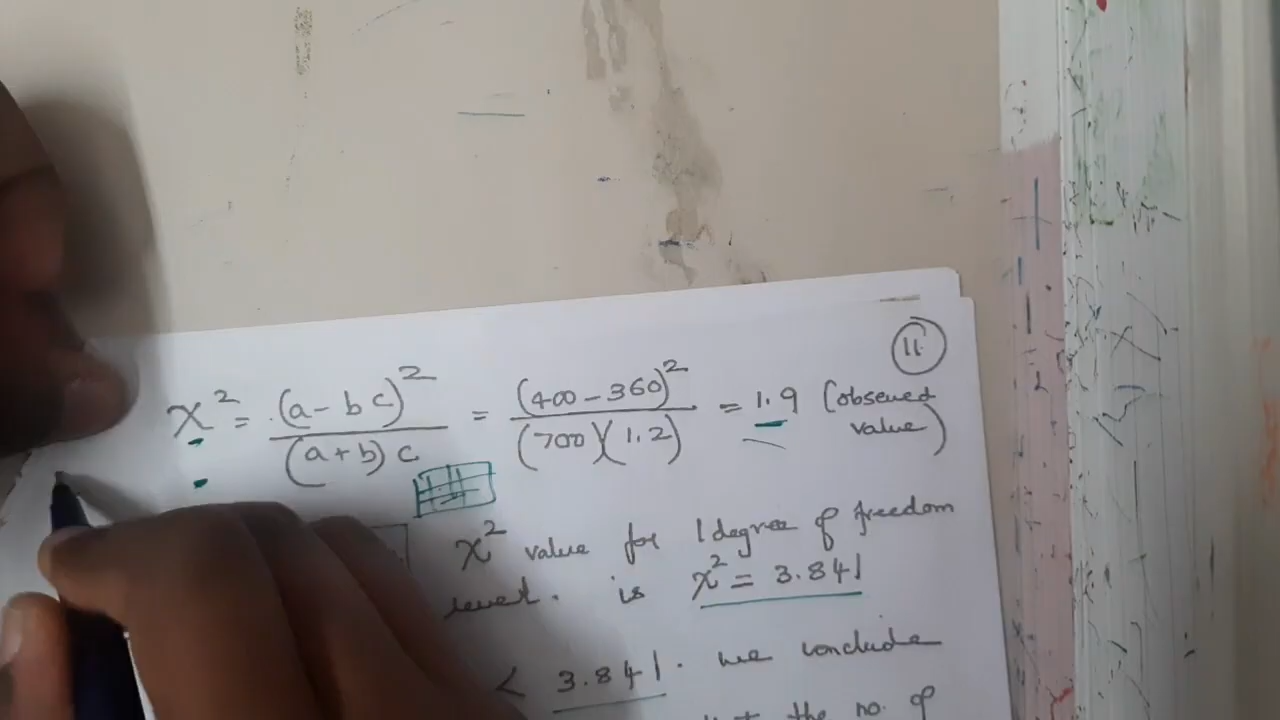 11
χ² = (a - bc)² / (a + b) c = (400 - 360)² / (700)(1.2) = 1.9 (observed value)
χ² value for 1 degree of freedom
is χ² = 3.841
< 3.841. we conclude
the no. of